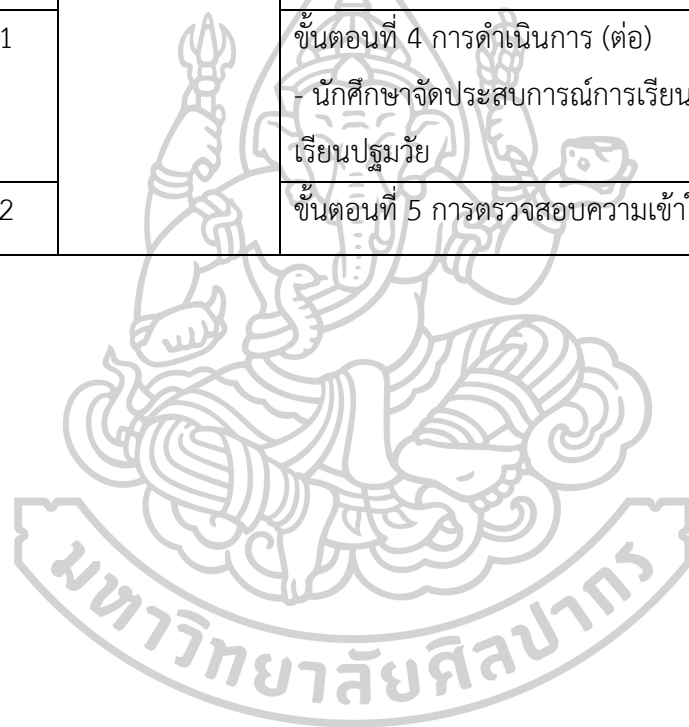 1
ขั้นตอนที่ 4 การดำเนินการ (ต่อ)
- นักศึกษาจัดประสบการณ์การเรียน
เรียนปฐมวัย
2
ขั้นตอนที่ 5 การตรวจสอบความเข้าใ
มหาวิทยาลัยศิลปากร